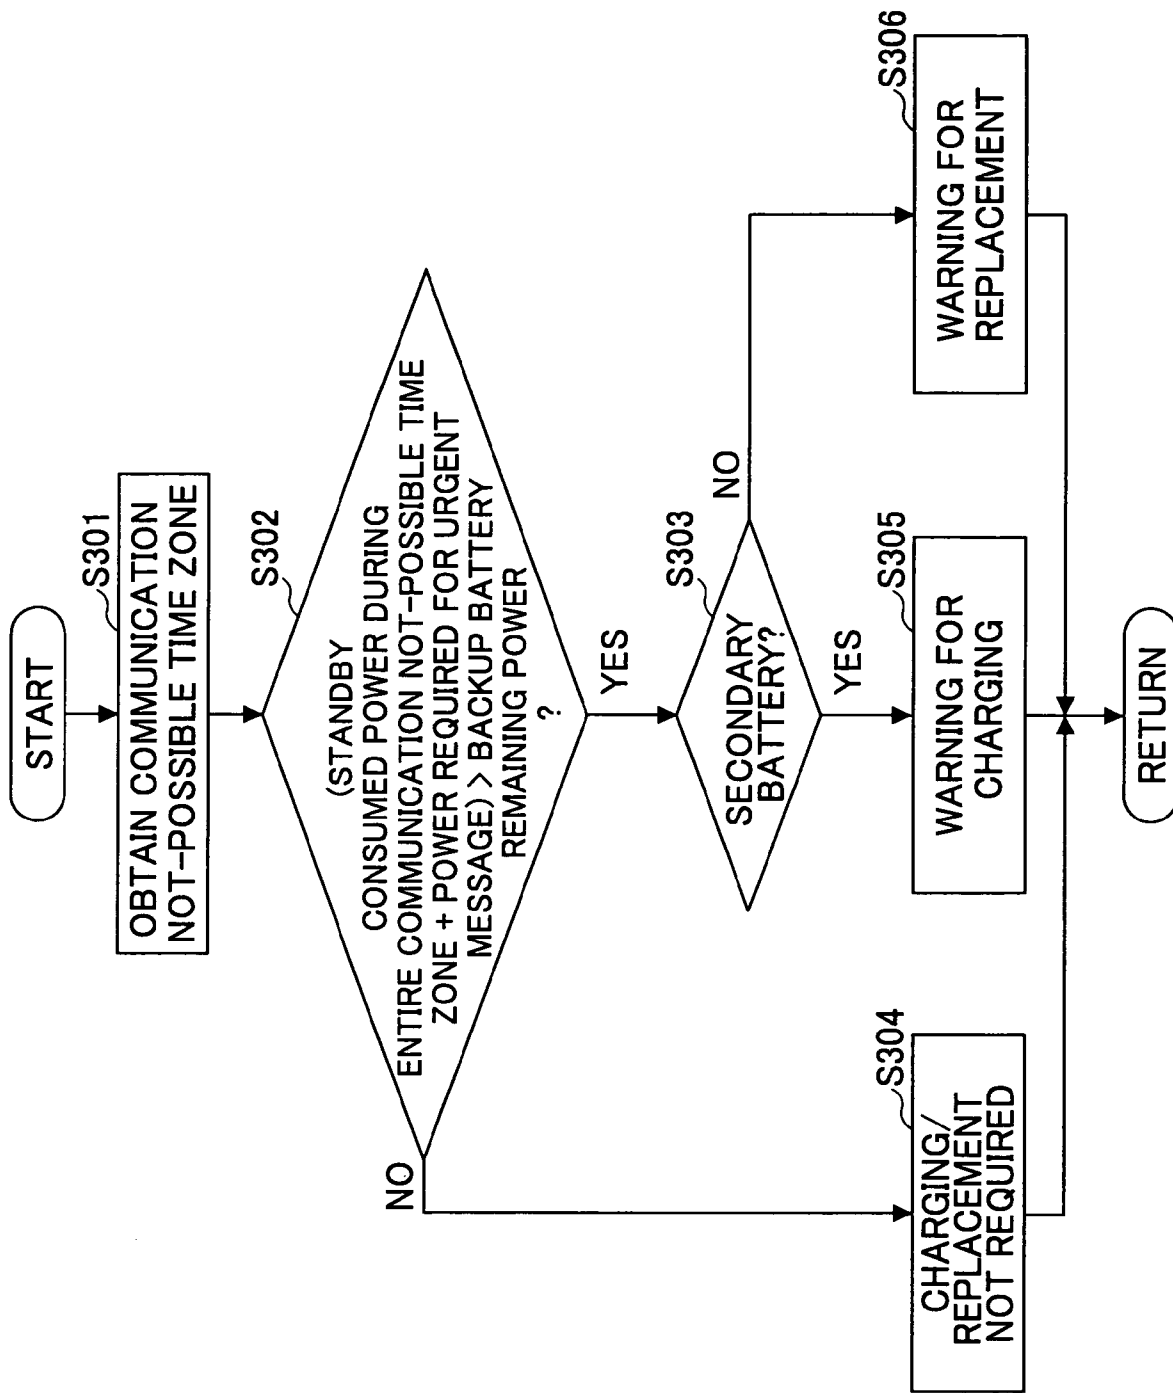 START
S301
OBTAIN COMMUNICATION
NOT-POSSIBLE TIME ZONE
S302
(STANDBY
CONSUMED POWER DURING
ENTIRE COMMUNICATION NOT-POSSIBLE TIME
ZONE + POWER REQUIRED FOR URGENT
MESSAGE) > BACKUP BATTERY
REMAINING POWER
?
NO
YES
S303
SECONDARY
BATTERY?
NO
YES
S304
CHARGING/
REPLACEMENT
NOT REQUIRED
S305
WARNING FOR
CHARGING
S306
WARNING FOR
REPLACEMENT
RETURN